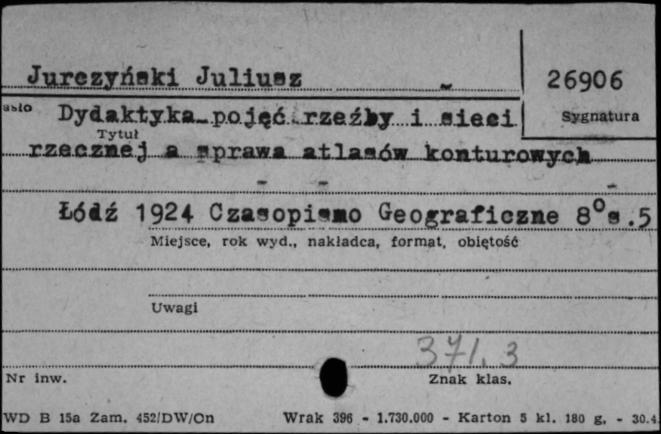 Jurczyński Juliusz
26906
asło Dydaktyka pojęć rzeźby i sieci
Sygnatura
Tytuł
rzecznej a sprawa atlasów konturowych
Łódź 1924 Czasopismo Geograficzne 8° s.5
Miejsce, rok wyd., nakładca, format, objętość
Uwagi
371.3
Nr inw.
Znak klas.
WD B 15a Zam. 452/DW/On Wrak 396 - 1.730.000 - Karton 5 kl. 180 g. - 30.4